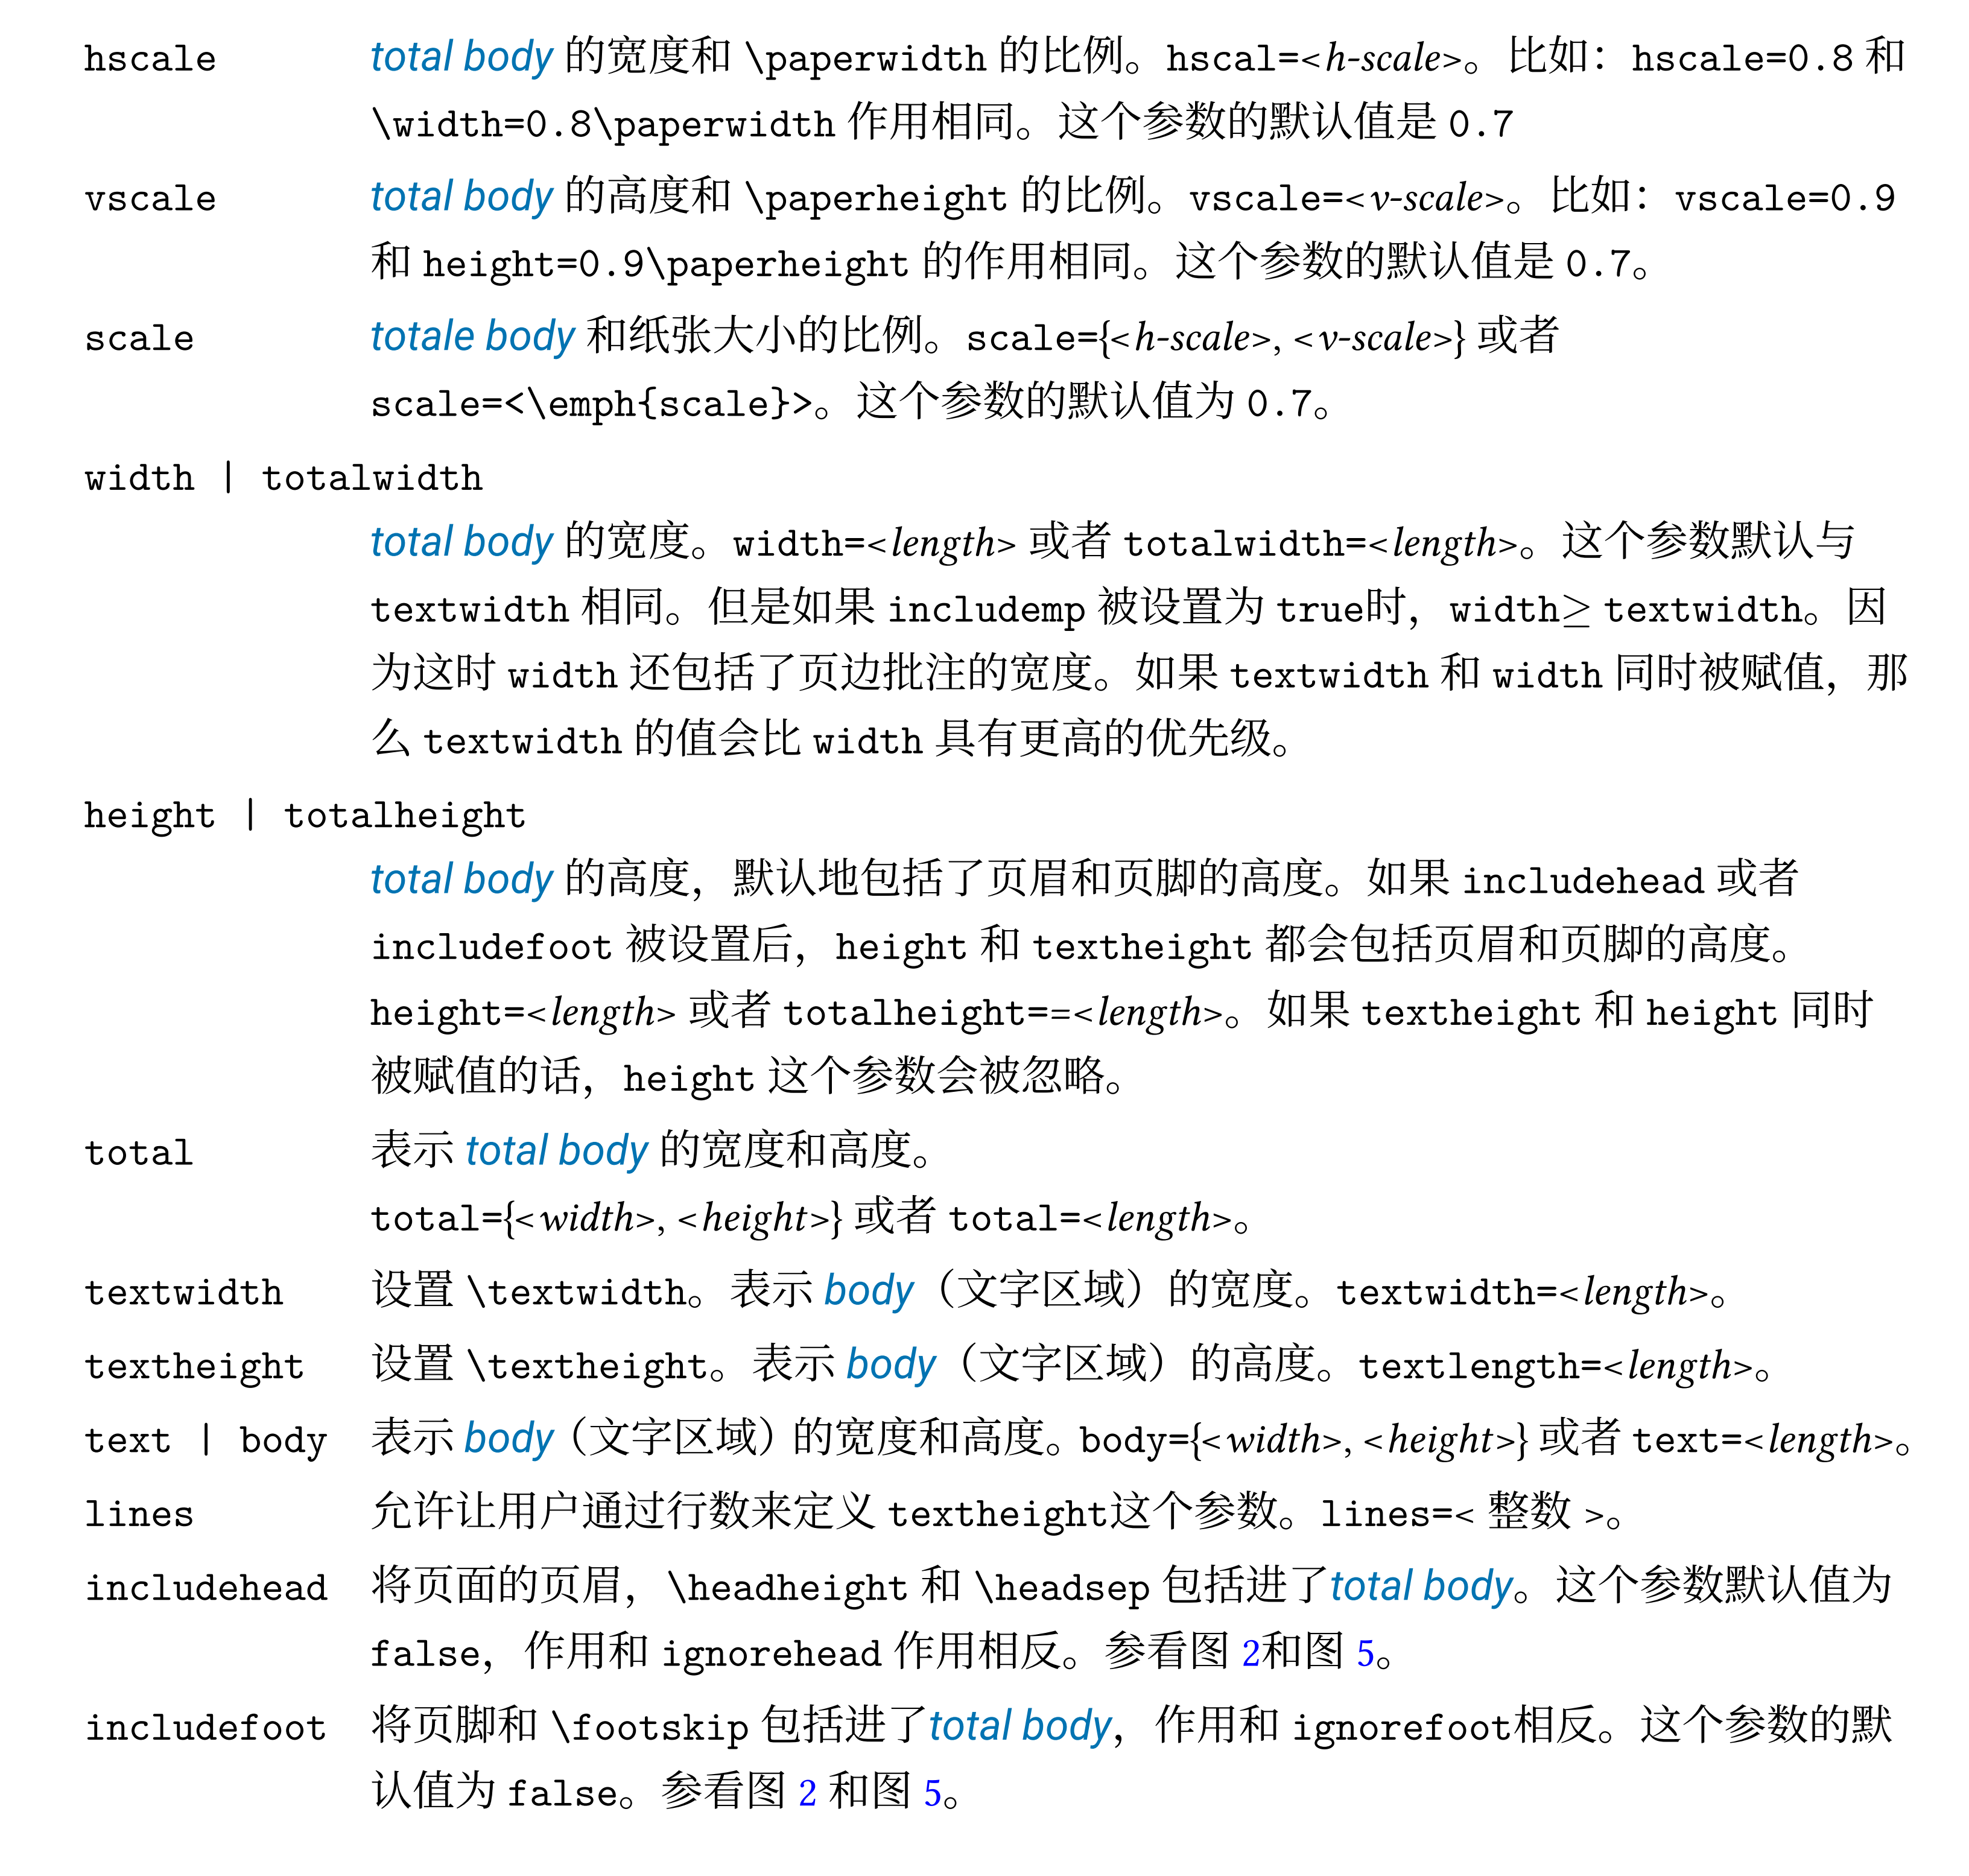 hscale total body 的宽度和 \paperwidth 的比例。hscal=<h-scale>。比如：hscale=0.8 和
\width=0.8\paperwidth 作用相同。这个参数的默认值是 0.7
vscale total body 的高度和 \paperheight 的比例。vscale=<v-scale>。比如：vscale=0.9
和 height=0.9\paperheight 的作用相同。这个参数的默认值是 0.7。
scale totale body 和纸张大小的比例。scale={<h-scale>, <v-scale>} 或者
scale=<\emph{scale}>。这个参数的默认值为 0.7。
width | totalwidth
total body 的宽度。width=<length> 或者 totalwidth=<length>。这个参数默认与
textwidth 相同。但是如果 includemp 被设置为 true时，width≥ textwidth。因
为这时 width 还包括了页边批注的宽度。如果 textwidth 和 width 同时被赋值，那
么 textwidth 的值会比 width 具有更高的优先级。
height | totalheight
total body 的高度，默认地包括了页眉和页脚的高度。如果 includehead 或者
includefoot 被设置后，height 和 textheight 都会包括页眉和页脚的高度。
height=<length> 或者 totalheight==<length>。如果 textheight 和 height 同时
被赋值的话，height 这个参数会被忽略。
total 表示 total body 的宽度和高度。
total={<width>, <height>} 或者 total=<length>。
textwidth 设置 \textwidth。表示 body（文字区域）的宽度。textwidth=<length>。
textheight 设置 \textheight。表示 body（文字区域）的高度。textlength=<length>。
text | body 表示 body（文字区域）的宽度和高度。body={<width>, <height>} 或者 text=<length>。
lines 允许让用户通过行数来定义 textheight这个参数。lines=< 整数 >。
includehead 将页面的页眉，\headheight 和 \headsep 包括进了total body。这个参数默认值为
false，作用和 ignorehead 作用相反。参看图 2和图 5。
includefoot 将页脚和 \footskip 包括进了total body，作用和 ignorefoot相反。这个参数的默
认值为 false。参看图 2 和图 5。